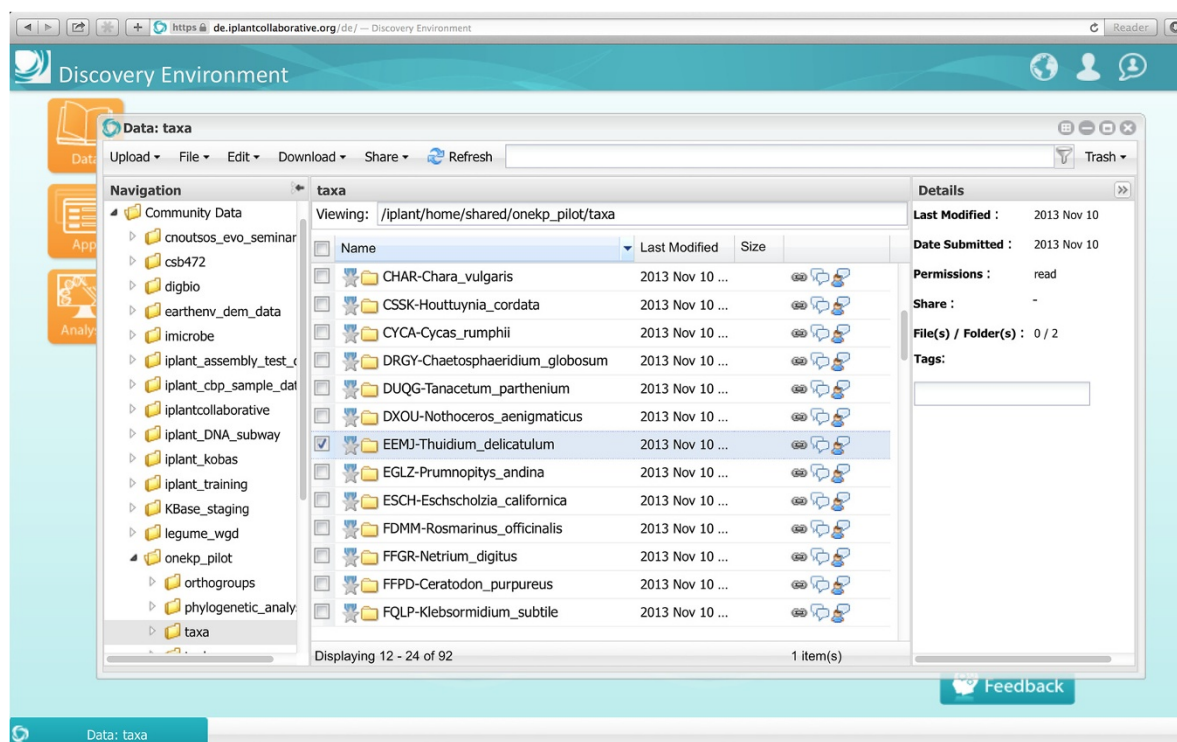 https de.iplantcollaborative.org/de/ — Discovery Environment Reader
Discovery Environment
Data: taxa
Data
Upload File Edit Download Share Refresh Trash
Navigation taxa Details
Community Data Viewing: /iplant/home/shared/onekp_pilot/taxa Last Modified : 2013 Nov 10
cnoutsos_evo_seminar
Name Last Modified Size Date Submitted : 2013 Nov 10
csb472
CHAR-Chara_vulgaris 2013 Nov 10 ... Permissions : read
digbio
CSSK-Houttuynia_cordata 2013 Nov 10 ... Share : -
earthenv_dem_data
CYCA-Cycas_rumphii 2013 Nov 10 ... File(s) / Folder(s) : 0 / 2
imicrobe
DRGY-Chaetosphaeridium_globosum 2013 Nov 10 ... Tags:
iplant_assembly_test_
DUQG-Tanacetum_parthenium 2013 Nov 10 ...
iplant_cbp_sample_dat
iplantcollaborative
DXOU-Nothoceros_aenigmaticus 2013 Nov 10 ...
iplant_DNA_subway
EEMJ-Thuidium_delicatulum 2013 Nov 10 ...
iplant_kobas
EGLZ-Prumnopitys_andina 2013 Nov 10 ...
iplant_training
ESCH-Eschscholzia_californica 2013 Nov 10 ...
KBase_staging
FDMM-Rosmarinus_officinalis 2013 Nov 10 ...
legume_wgd
onekp_pilot
FFGR-Netrium_digitus 2013 Nov 10 ...
orthogroups
FFPD-Ceratodon_purpureus 2013 Nov 10 ...
phylogenetic_analy
FQLP-Klebsormidium_subtile 2013 Nov 10 ...
taxa
Displaying 12 - 24 of 92 1 item(s)
App
Analy
Feedback
Data: taxa